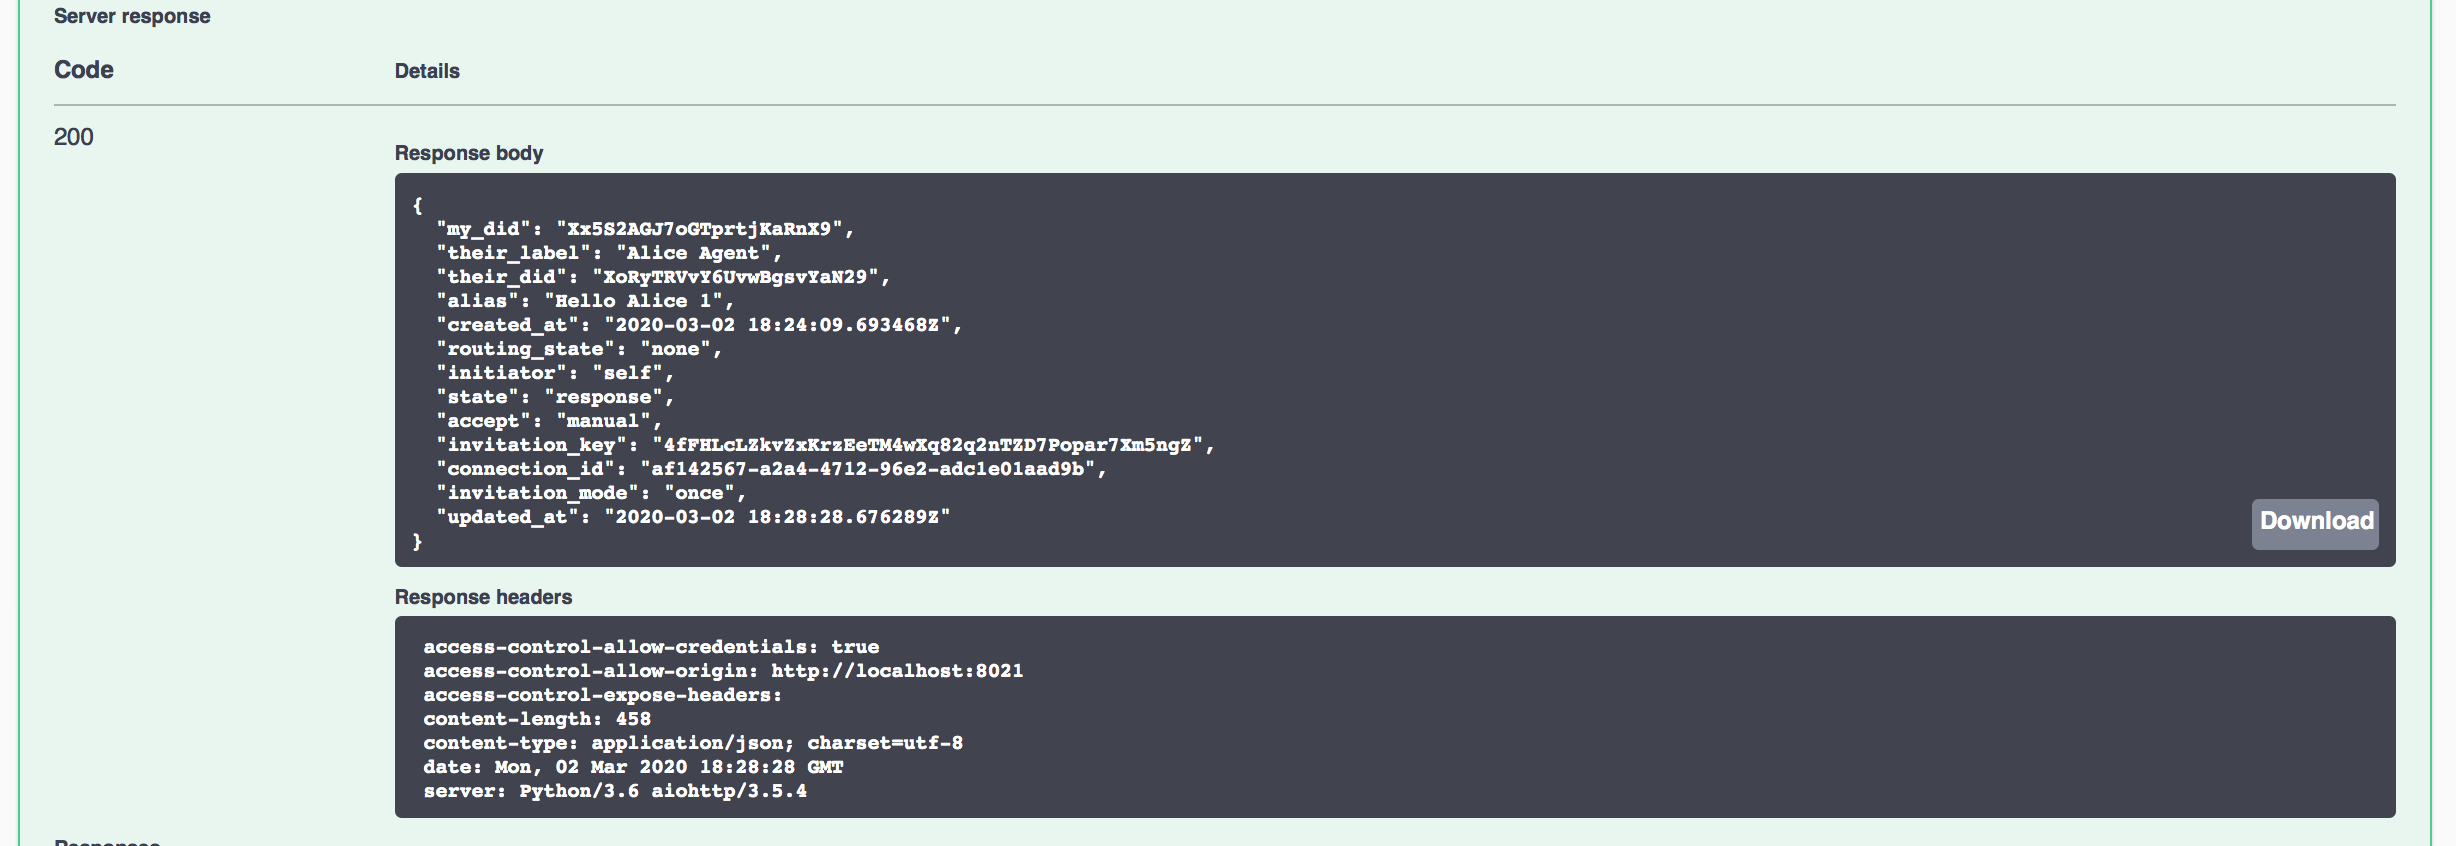 Server response
Code Details
200
Response body
{
"my_did": "Xx5S2AGJ7oGTprtjKaRnX9",
"their_label": "Alice Agent",
"their_did": "XoRyTRVvY6UvwBgsvYaN29",
"alias": "Hello Alice 1",
"created_at": "2020-03-02 18:24:09.693468Z",
"routing_state": "none",
"initiator": "self",
"state": "response",
"accept": "manual",
"invitation_key": "4fFHLcLZkvZxKrzEeTM4wXq82q2nTZD7Popar7Xm5ngZ",
"connection_id": "af142567-a2a4-4712-96e2-adc1e01aad9b",
"invitation_mode": "once",
"updated_at": "2020-03-02 18:28:28.676289Z"
}
Download
Response headers
access-control-allow-credentials: true
access-control-allow-origin: http://localhost:8021
access-control-expose-headers:
content-length: 458
content-type: application/json; charset=utf-8
date: Mon, 02 Mar 2020 18:28:28 GMT
server: Python/3.6 aiohttp/3.5.4
Responses